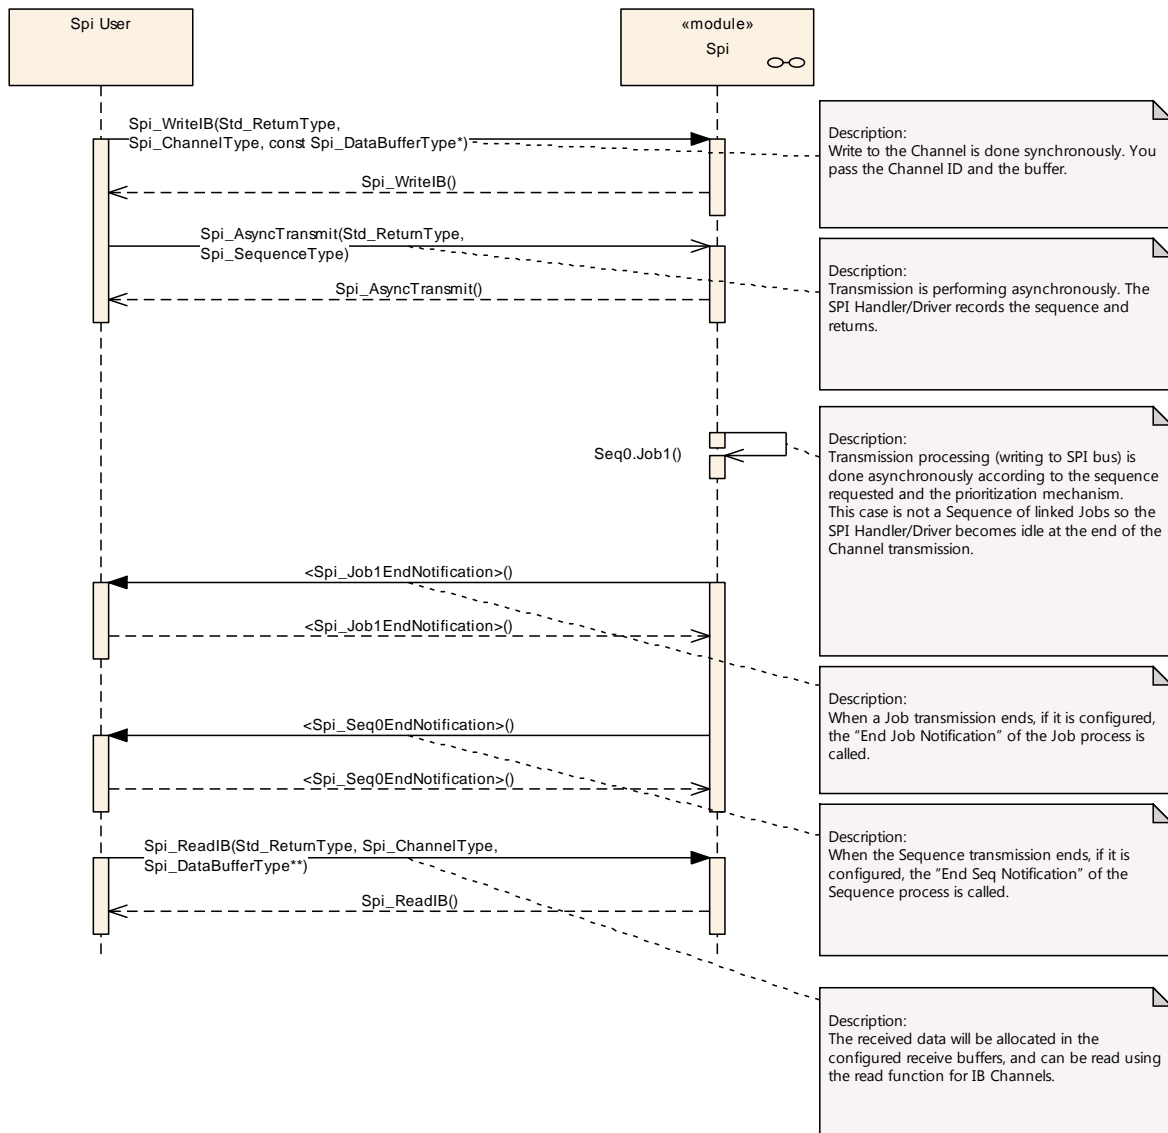 Spi User
«module»
Spi
Spi_WriteIB(Std_ReturnType,
Spi_ChannelType, const Spi_DataBufferType*)
Description:
Write to the Channel is done synchronously. You
pass the Channel ID and the buffer.
Spi_WriteIB()
Spi_AsyncTransmit(Std_ReturnType,
Spi_SequenceType)
Description:
Transmission is performing asynchronously. The
SPI Handler/Driver records the sequence and
returns.
Spi_AsyncTransmit()
Seq0.Job1()
Description:
Transmission processing (writing to SPI bus) is
done asynchronously according to the sequence
requested and the prioritization mechanism.
This case is not a Sequence of linked Jobs so the
SPI Handler/Driver becomes idle at the end of the
Channel transmission.
<Spi_Job1EndNotification>()
<Spi_Job1EndNotification>()
Description:
When a Job transmission ends, if it is configured,
the “End Job Notification” of the Job process is
called.
<Spi_Seq0EndNotification>()
<Spi_Seq0EndNotification>()
Description:
When the Sequence transmission ends, if it is
configured, the “End Seq Notification” of the
Sequence process is called.
Spi_ReadIB(Std_ReturnType, Spi_ChannelType,
Spi_DataBufferType**)
Spi_ReadIB()
Description:
The received data will be allocated in the
configured receive buffers, and can be read using
the read function for IB Channels.